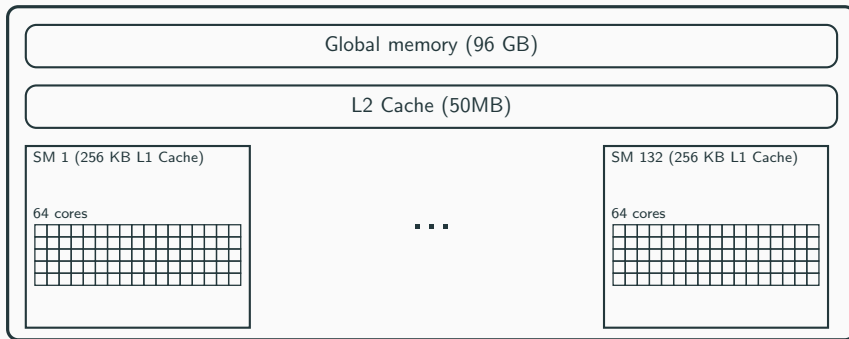 Global memory (96 GB)
L2 Cache (50MB)
SM 1 (256 KB L1 Cache)
64 cores
...
SM 132 (256 KB L1 Cache)
64 cores